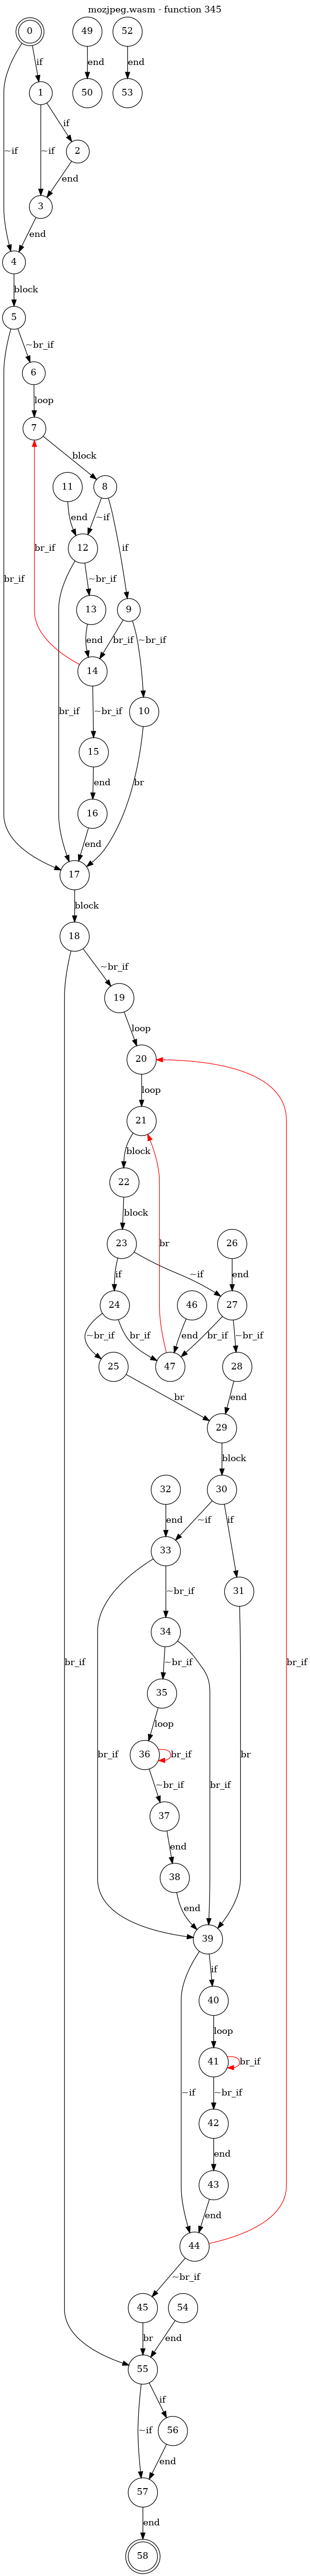 mozjpeg.wasm - function 345
0
49
52
if
end
end
1
50
53
~if
~if
if
2
end
3
end
4
block
5
~br_if
6
loop
7
block
11
8
end
~if
if
br_if
br_if
12
~br_if
13
9
end
br_if
~br_if
14
10
br_if
~br_if
15
br
end
16
end
17
block
18
~br_if
19
loop
20
loop
21
block
22
block
br
23
26
if
~if
end
24
46
27
~br_if
br_if
end
br_if
~br_if
25
47
28
br
end
29
block
32
30
end
~if
if
33
31
~br_if
34
br_if
br_if
~br_if
35
loop
36
br_if
br_if
br_if
br
~br_if
37
end
38
end
39
if
40
loop
~if
41
br_if
~br_if
42
end
43
end
44
~br_if
45
54
br
end
55
if
~if
56
end
57
end
58